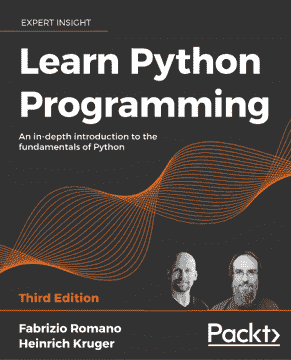 EXPERT INSIGHT
Learn Python
Programming
An in-depth introduction to the
fundamentals of Python
Third Edition
Fabrizio Romano
Heinrich Kruger
Packt>